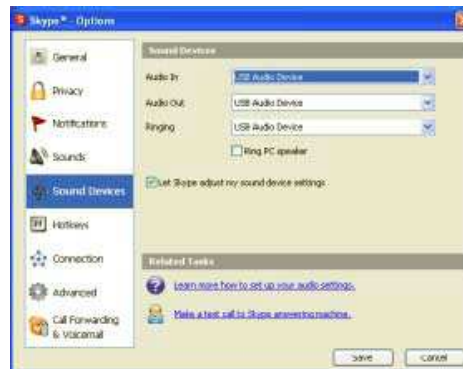 Skype™ - Options
General
Privacy
Notifications
Sounds
Sound Devices
Hotkeys
Connection
Advanced
Call Forwarding
& Voicemail
Sound Devices
Audio In
USB Audio Device
Audio Out
USB Audio Device
Ringing
USB Audio Device
Ring PC speaker
Let Skype adjust my sound device settings
Related Tasks
Learn more how to set up your audio settings.
Make a test call to Skype answering machine.
Save
Cancel